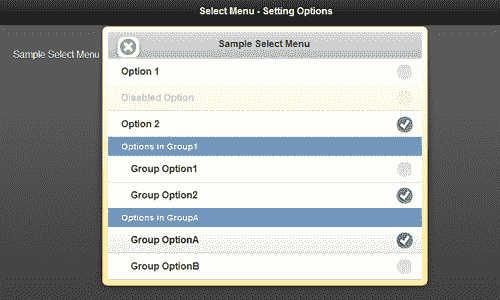 Select Menu - Setting Options
Sample Select Menu
Sample Select Menu
Option 1
Disabled Option
Option 2
Options in Group1
Group Option1
Group Option2
Options in GroupA
Group OptionA
Group OptionB